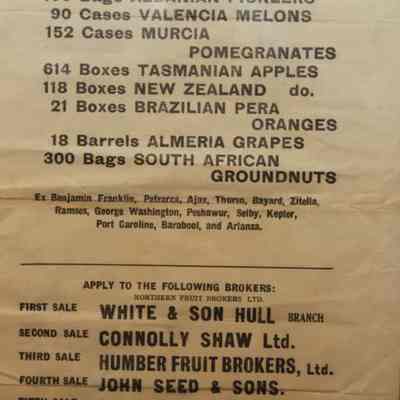 Bags
90 Cases VALENCIA MELONS
152 Cases MURCIA
POMEGRANATES
614 Boxes TASMANIAN APPLES
118 Boxes NEW ZEALAND do.
21 Boxes BRAZILIAN PERA
ORANGES
18 Barrels ALMERIA GRAPES
300 Bags SOUTH AFRICAN
GROUNDNUTS
Ex Benjamin Franklin, Petrarca, Ajax, Thurso, Bayard, Zitella,
Ramses, George Washington, Peshawur, Selby, Kepler,
Port Caroline, Barabool, and Arlanza.
APPLY TO THE FOLLOWING BROKERS:
NORTHERN FRUIT BROKERS LTD.
FIRST SALE WHITE & SON HULL BRANCH
SECOND SALE CONNOLLY SHAW Ltd.
THIRD SALE HUMBER FRUIT BROKERS, Ltd.
FOURTH SALE JOHN SEED & SONS.